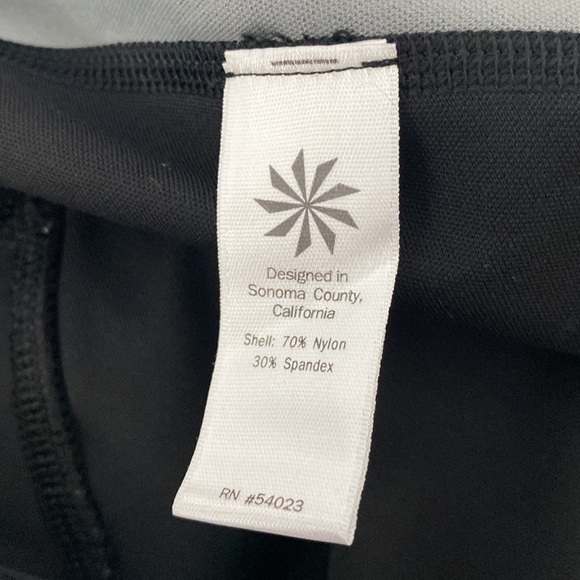 Designed in
Sonoma County,
California
Shell: 70% Nylon
30% Spandex
RN #54023